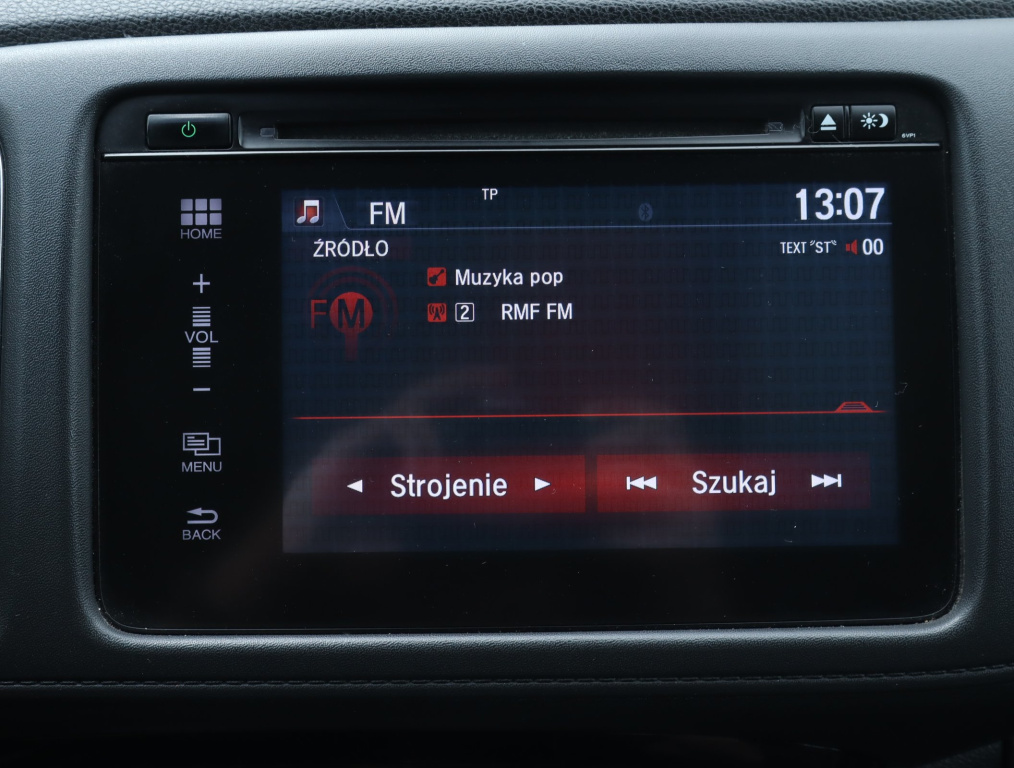 SVP1
TP
FM
13:07
HOME
ŹRÓDŁO
TEXT "ST" 00
Muzyka pop
FM
2 RMF FM
+
VOL
−
MENU
Strojenie
Szukaj
BACK